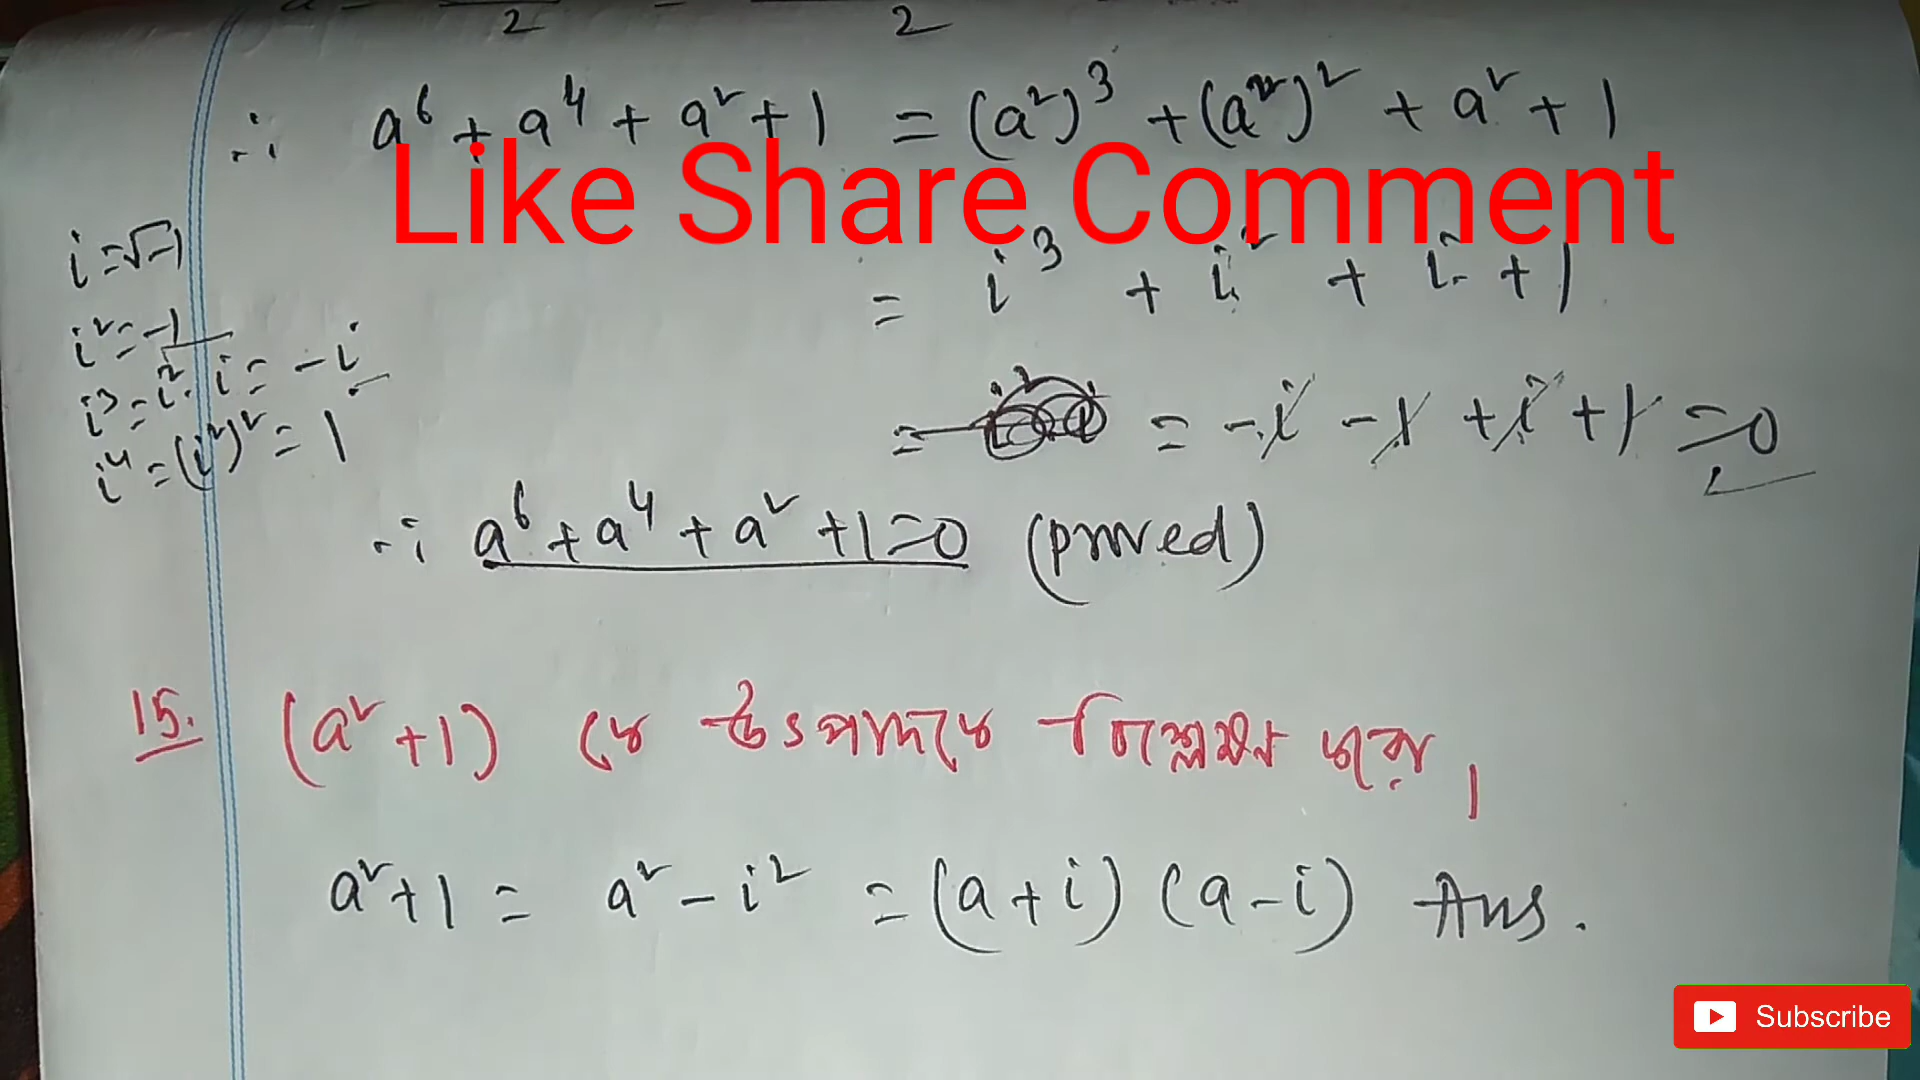 2 2
∴ a⁶ + a⁴ + a² + 1 = (a²)³ + (a²)² + a² + 1
Like Share Comment
= i³ + i² + i + 1
i = √-1
i² = -1
i³ = i². i = -i
i⁴ = (i²)² = 1
= = -i - 1 + i + 1 = 0
∴ a⁶ + a⁴ + a² + 1 = 0 (proved)
15. (a² + 1) কে উৎপাদকে বিশ্লেষণ করো।
a² + 1 = a² - i² = (a + i) (a - i) Ans.
Subscribe